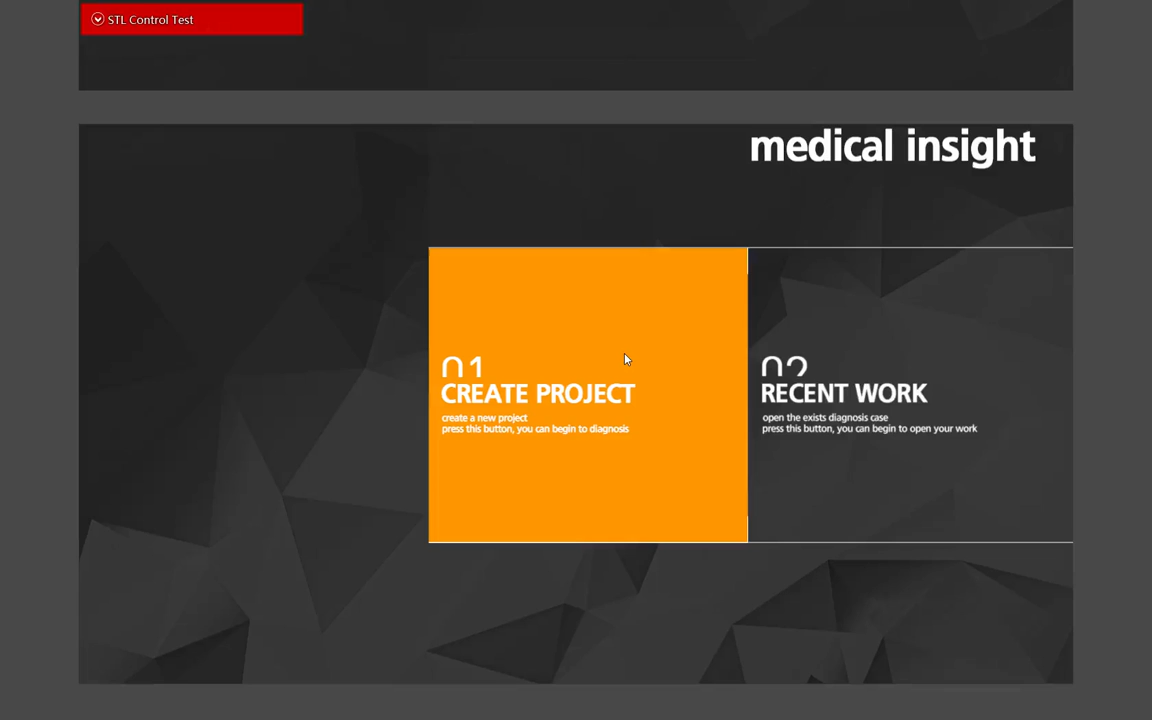 STL Control Test
medical insight
01
CREATE PROJECT
create a new project
press this button, you can begin to diagnosis
02
RECENT WORK
open the exists diagnosis case
press this button, you can begin to open your work